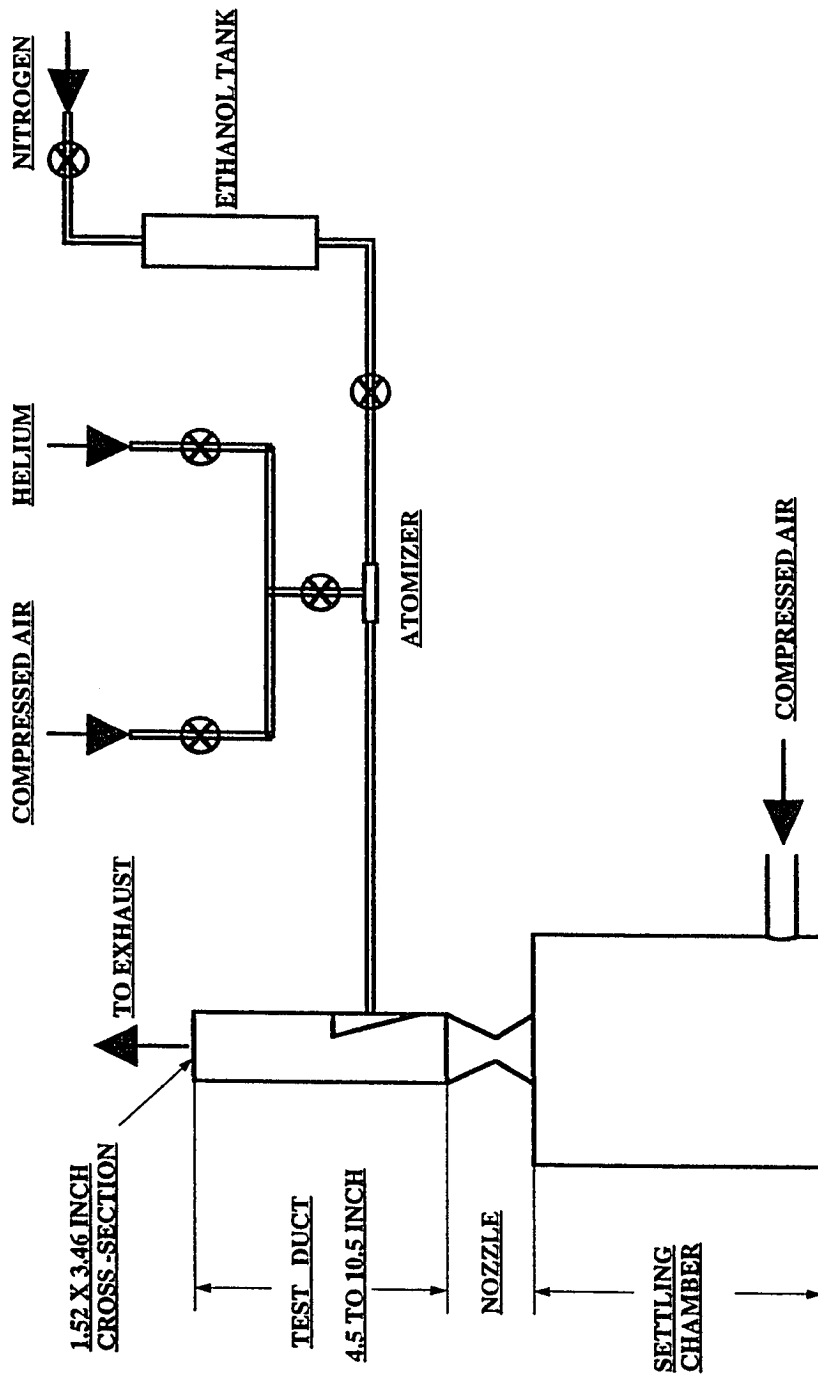 COMPRESSED AIR
HELIUM
NITROGEN
ETHANOL TANK
ATOMIZER
TO EXHAUST
1.52 X 3.46 INCH
CROSS -SECTION
TEST DUCT
4.5 TO 10.5 INCH
NOZZLE
SETTLING
CHAMBER
COMPRESSED AIR